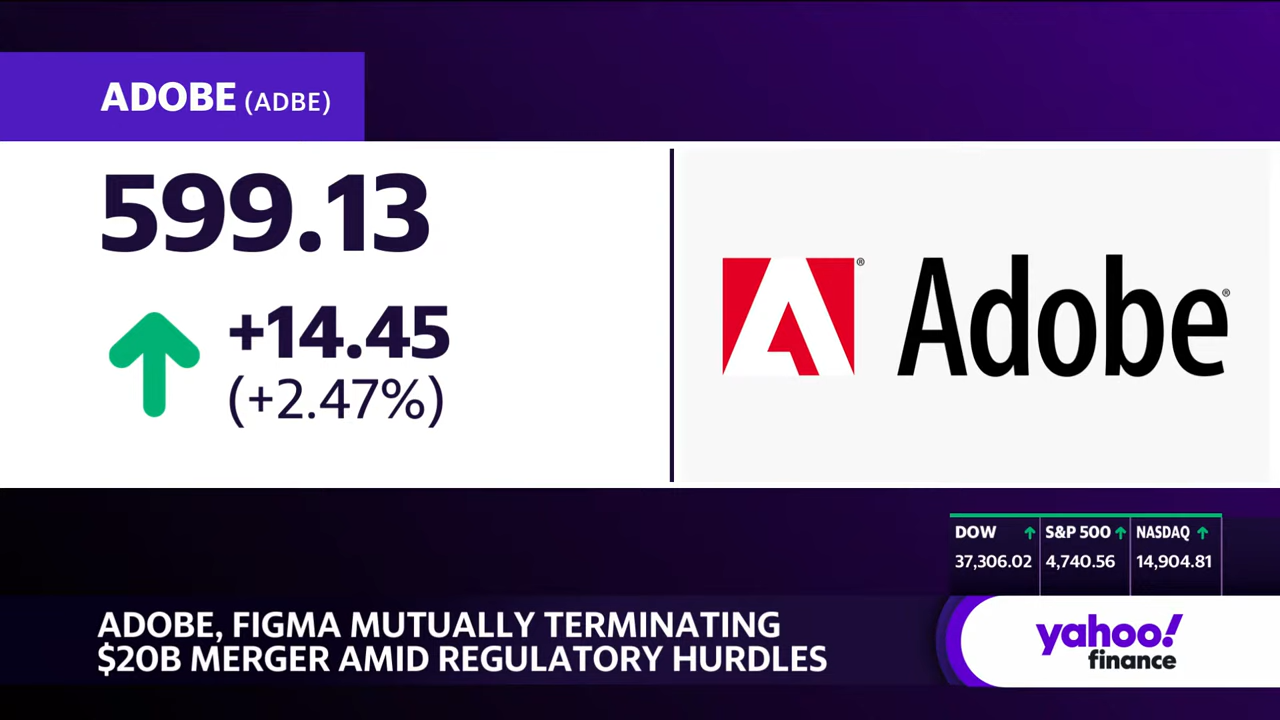 ADOBE (ADBE)
599.13
+14.45
(+2.47%)
® Adobe®
DOW S&P 500 NASDAQ
37,306.02 4,740.56 14,904.81
ADOBE, FIGMA MUTUALLY TERMINATING
$20B MERGER AMID REGULATORY HURDLES
yahoo!
finance